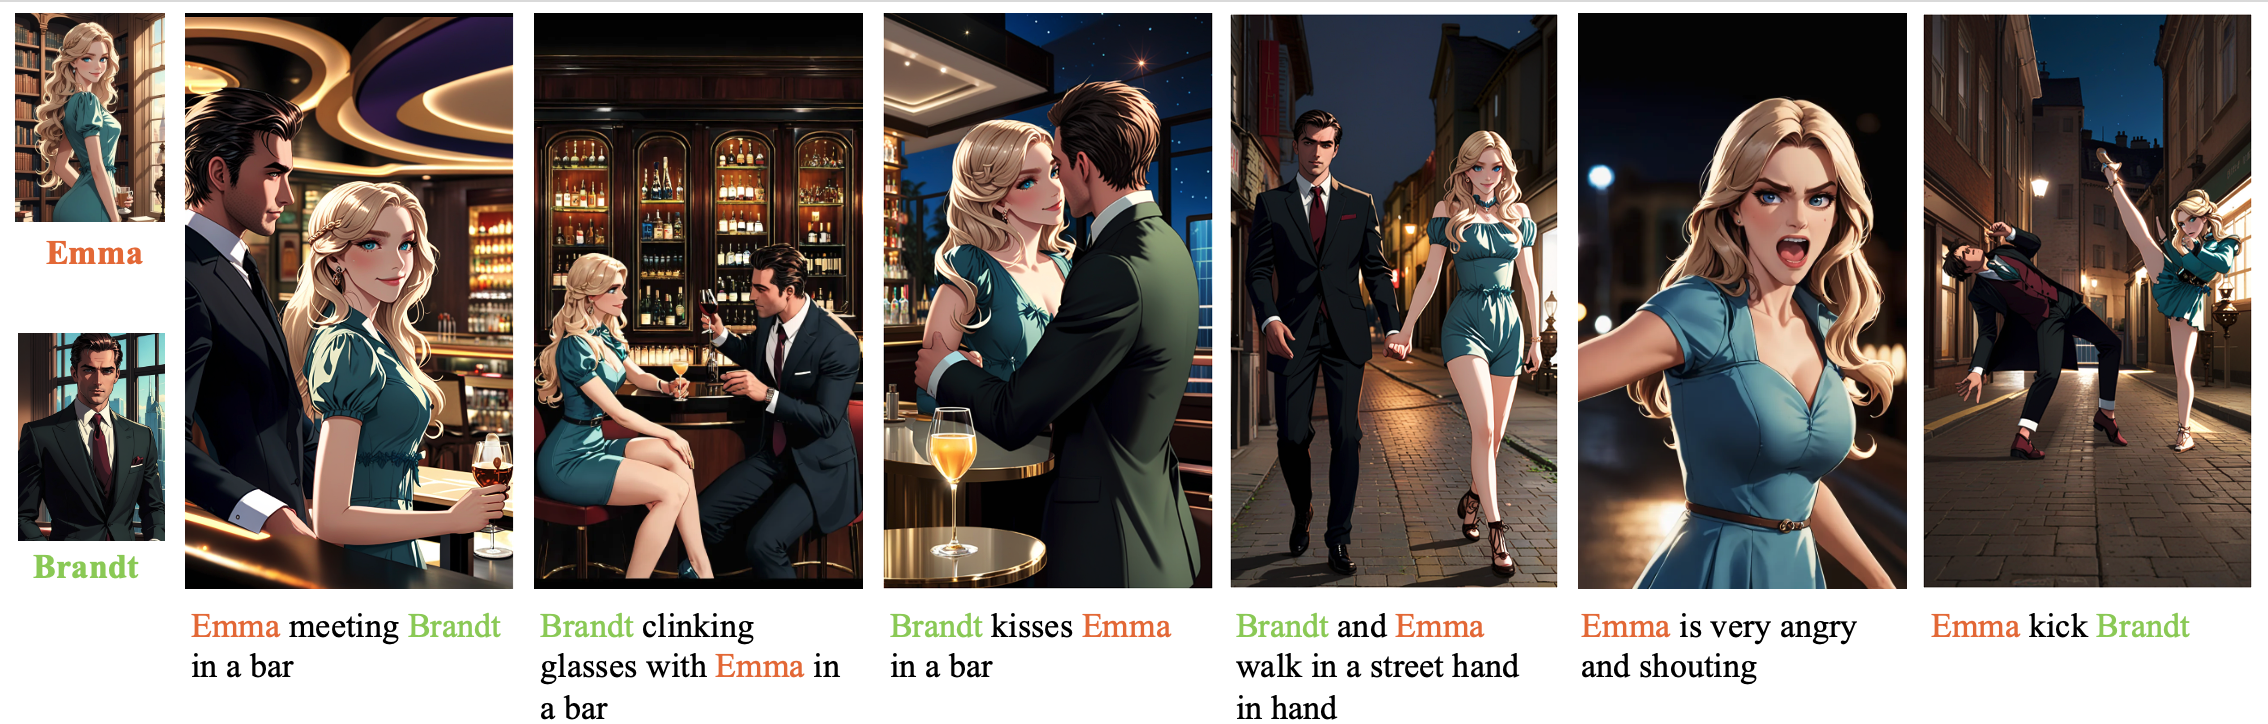 Emma
Brandt
Emma meeting Brandt
in a bar
Brandt clinking
glasses with Emma in
a bar
Brandt kisses Emma
in a bar
Brandt and Emma
walk in a street hand
in hand
Emma is very angry
and shouting
Emma kick Brandt